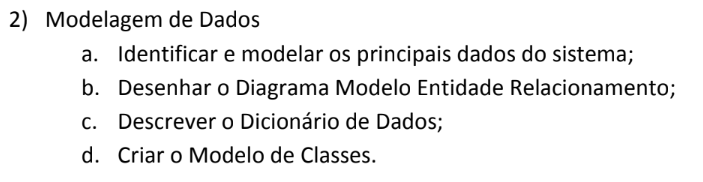 2) Modelagem de Dados
a. Identificar e modelar os principais dados do sistema;
b. Desenhar o Diagrama Modelo Entidade Relacionamento;
c. Descrever o Dicionário de Dados;
d. Criar o Modelo de Classes.